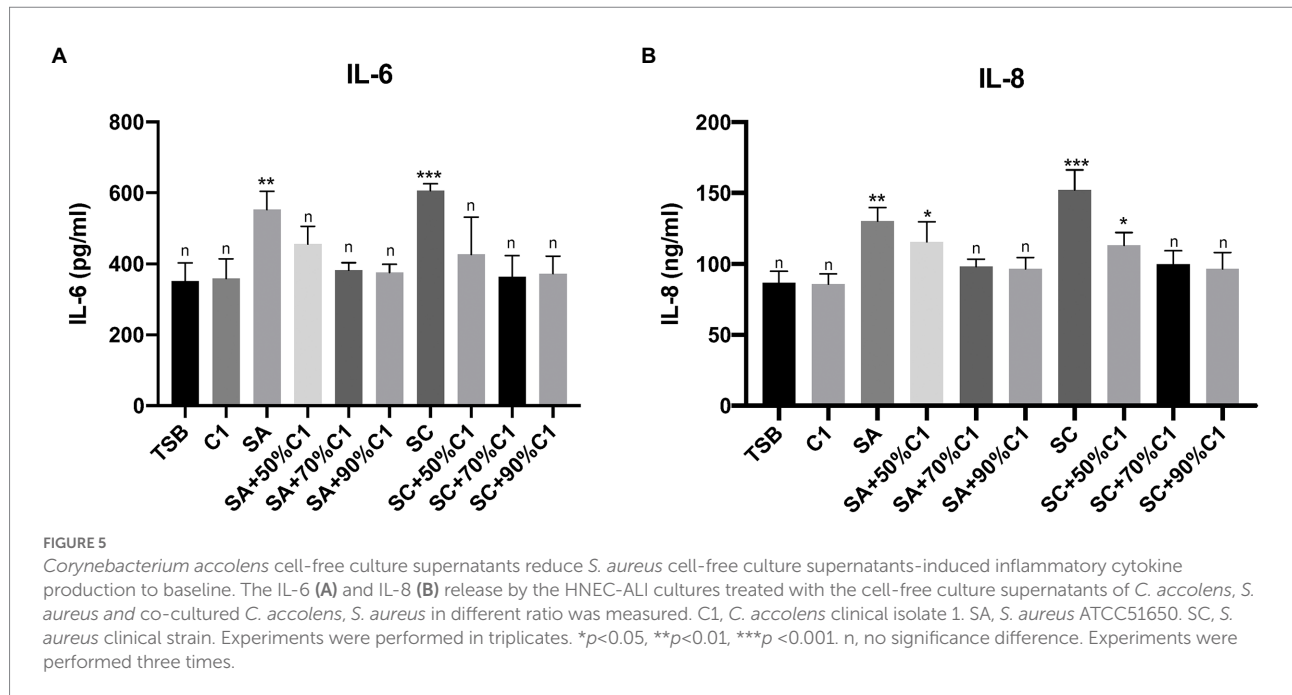 A
IL-6
IL-6 (pg/ml)
800
600
400
200
0
n
n
**
n
n
n
***
n
n
n
TSB
C1
SA
SA+50%C1
SA+70%C1
SA+90%C1
SC
SC+50%C1
SC+70%C1
SC+90%C1
B
IL-8
IL-8 (ng/ml)
200
150
100
50
0
n
n
**
*
n
n
***
*
n
n
TSB
C1
SA
SA+50%C1
SA+70%C1
SA+90%C1
SC
SC+50%C1
SC+70%C1
SC+90%C1
FIGURE 5
Corynebacterium accolens cell-free culture supernatants reduce S. aureus cell-free culture supernatants-induced inflammatory cytokine
production to baseline. The IL-6 (A) and IL-8 (B) release by the HNEC-ALI cultures treated with the cell-free culture supernatants of C. accolens, S.
aureus and co-cultured C. accolens, S. aureus in different ratio was measured. C1, C. accolens clinical isolate 1. SA, S. aureus ATCC51650. SC, S.
aureus clinical strain. Experiments were performed in triplicates. *p<0.05, **p<0.01, ***p <0.001. n, no significance difference. Experiments were
performed three times.